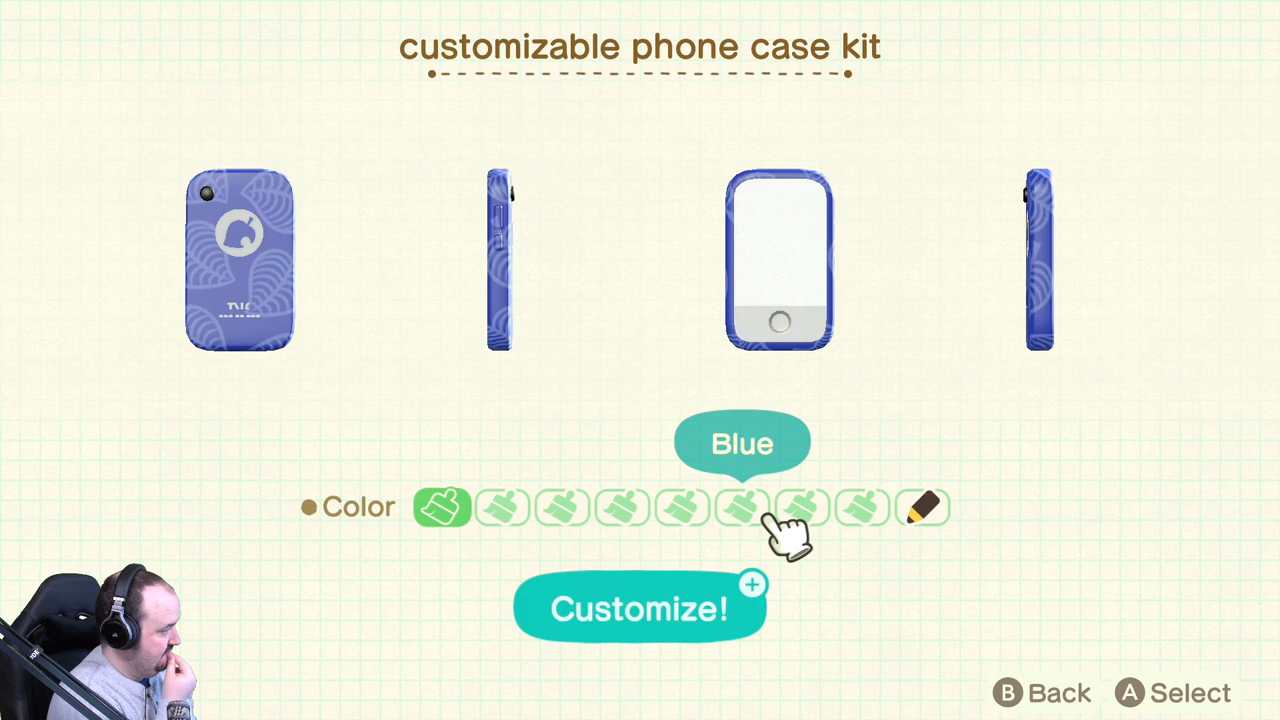 customizable phone case kit
Blue
Color
Customize!
B Back A Select